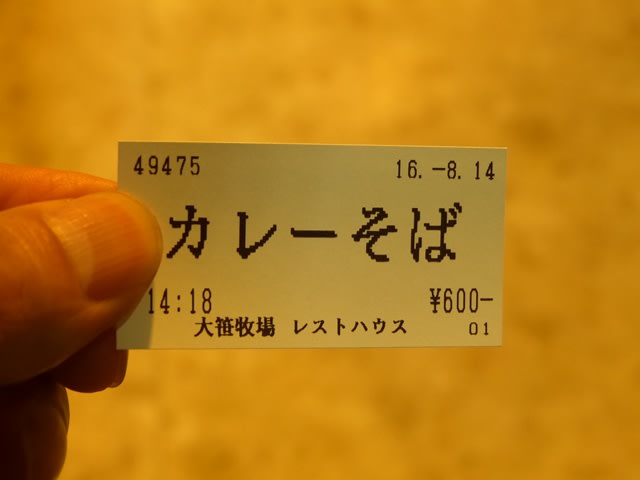 49475 16.-8.14
カレーそば
14:18 ¥600-
大笹牧場 レストハウス 01